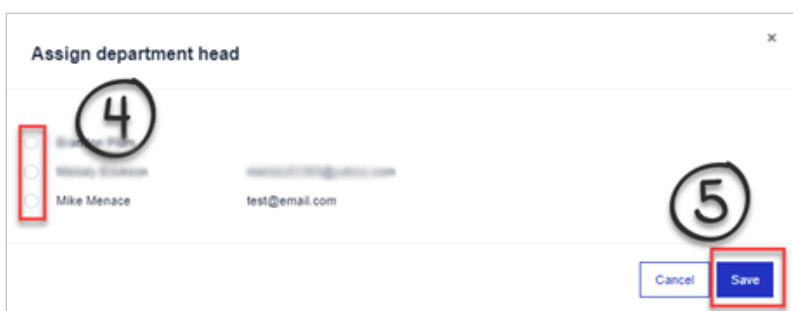 ×
Assign department head
4
Mike Menace test@email.com
5
Cancel Save